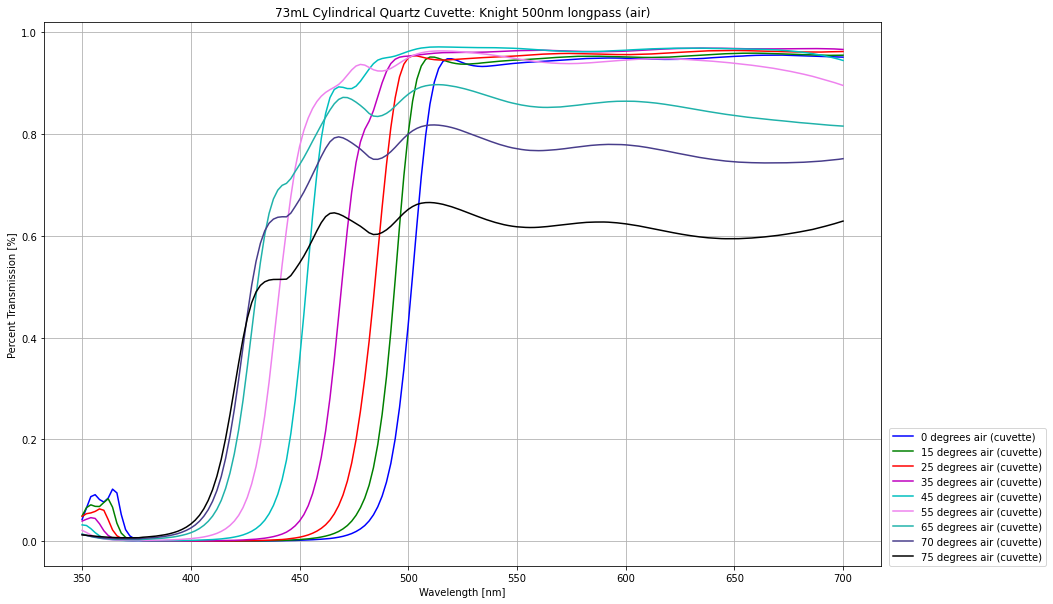 73mL Cylindrical Quartz Cuvette: Knight 500nm longpass (air)
Percent Transmission [%]
1.0
0.8
0.6
0.4
0.2
0.0
350 400 450 500 550 600 650 700
Wavelength [nm]
0 degrees air (cuvette)
15 degrees air (cuvette)
25 degrees air (cuvette)
35 degrees air (cuvette)
45 degrees air (cuvette)
55 degrees air (cuvette)
65 degrees air (cuvette)
70 degrees air (cuvette)
75 degrees air (cuvette)